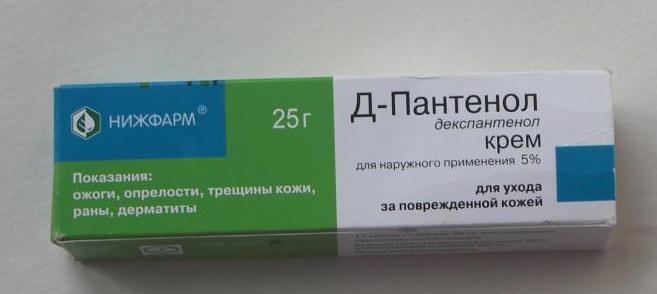 НИЖФАРМ®
25 г
Показания:
ожоги, опрелости, трещины кожи,
раны, дерматиты
Д-Пантенол
декспантенол
крем
для наружного применения 5%
для ухода
за поврежденной кожей